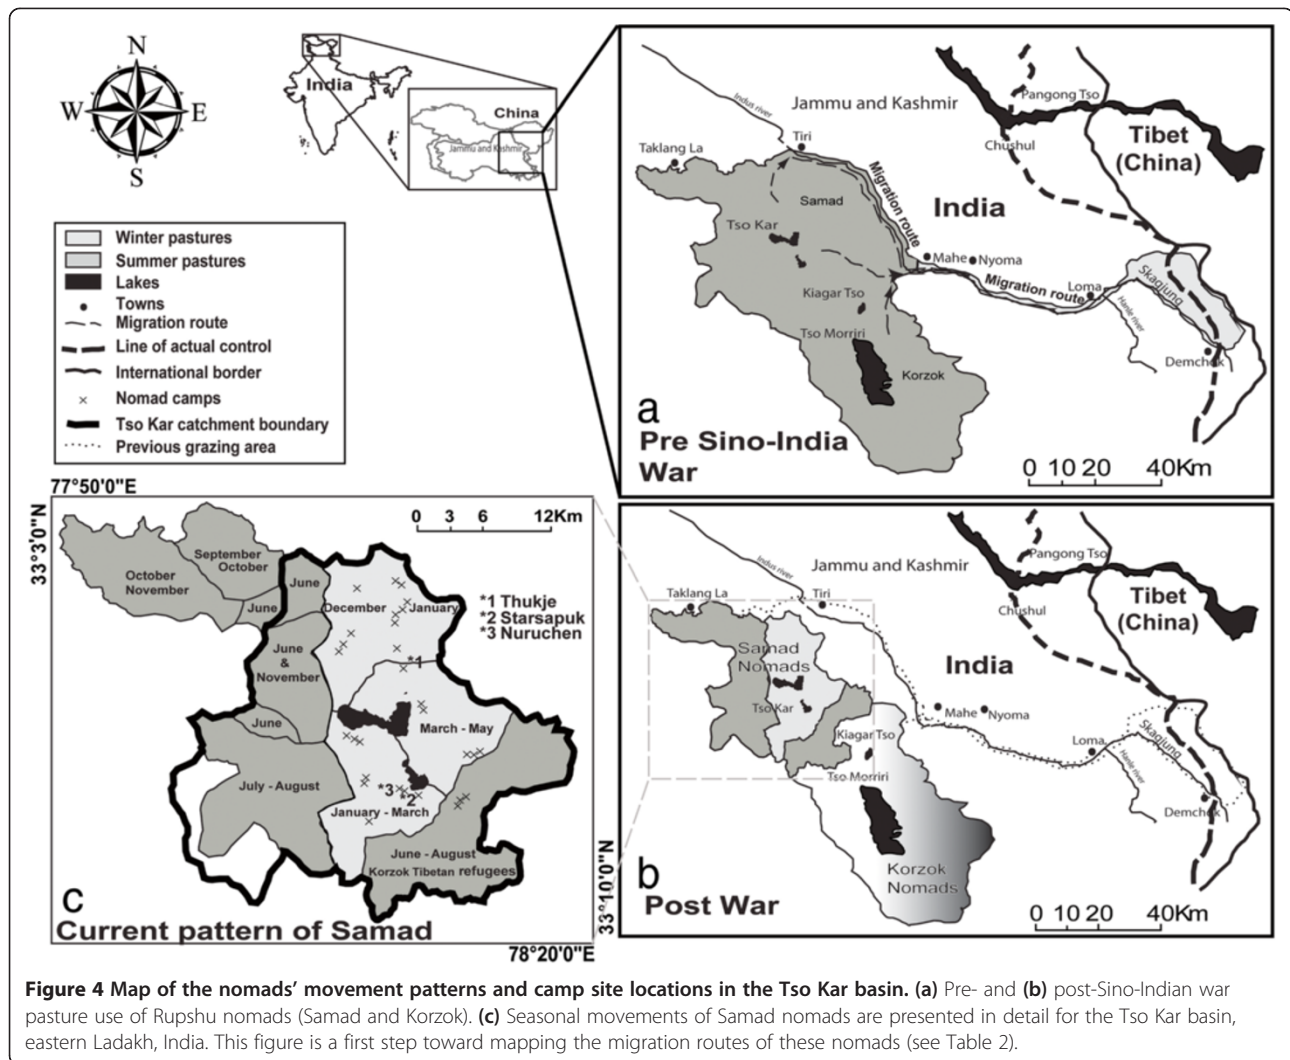 N
W
E
S
India
China
Jammu and Kashmir
Winter pastures
Summer pastures
Lakes
Towns
Migration route
Line of actual control
International border
Nomad camps
Tso Kar catchment boundary
Previous grazing area
Indus river
Jammu and Kashmir
Pangong Tso
Tibet
(China)
Chushul
Taklang La
Tiri
Migration route
Samad
India
Tso Kar
Mahe
Nyoma
Migration route
Loma
Skagjung
Hanle river
Kiagar Tso
Tso Morriri
Korzok
Demchok
a
Pre Sino-India
War
0 10 20 40Km
77°50'0"E
33°3'0"N
0 3 6 12Km
September
October
October
November
June
June
December
January
*1 Thukje
*2 Starsapuk
*3 Nuruchen
June
&
November
*1
June
March - May
July - August
*3
*2
January - March
June - August
Korzok Tibetan refugees
c
Current pattern of Samad
33°10'0"N
78°20'0"E
Indus river
Jammu and Kashmir
Pangong Tso
Tibet
(China)
Chushul
Taklang La
Tiri
Samad
Nomads
India
Tso Kar
Mahe
Nyoma
Kiagar Tso
Loma
Skagjung
Hanle river
Tso Morriri
Demchok
Korzok
Nomads
b
Post War
0 10 20 40Km
Figure 4 Map of the nomads' movement patterns and camp site locations in the Tso Kar basin. (a) Pre- and (b) post-Sino-Indian war
pasture use of Rupshu nomads (Samad and Korzok). (c) Seasonal movements of Samad nomads are presented in detail for the Tso Kar basin,
eastern Ladakh, India. This figure is a first step toward mapping the migration routes of these nomads (see Table 2).